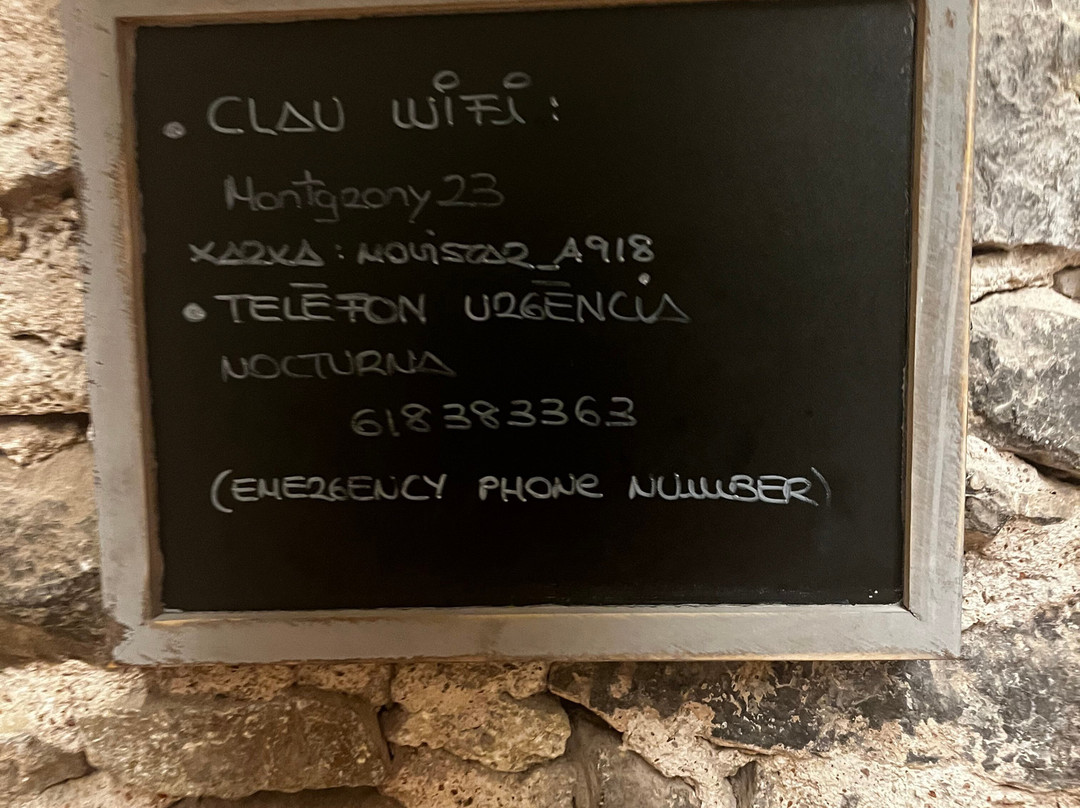 • CLAU WiFi:
Montgrony23
XARXA: MOViSTAR_A918
• TELÈFON URGÈNCiA
NOCTURNA
618383363
(EMERGENCY PHONe NUMBER)